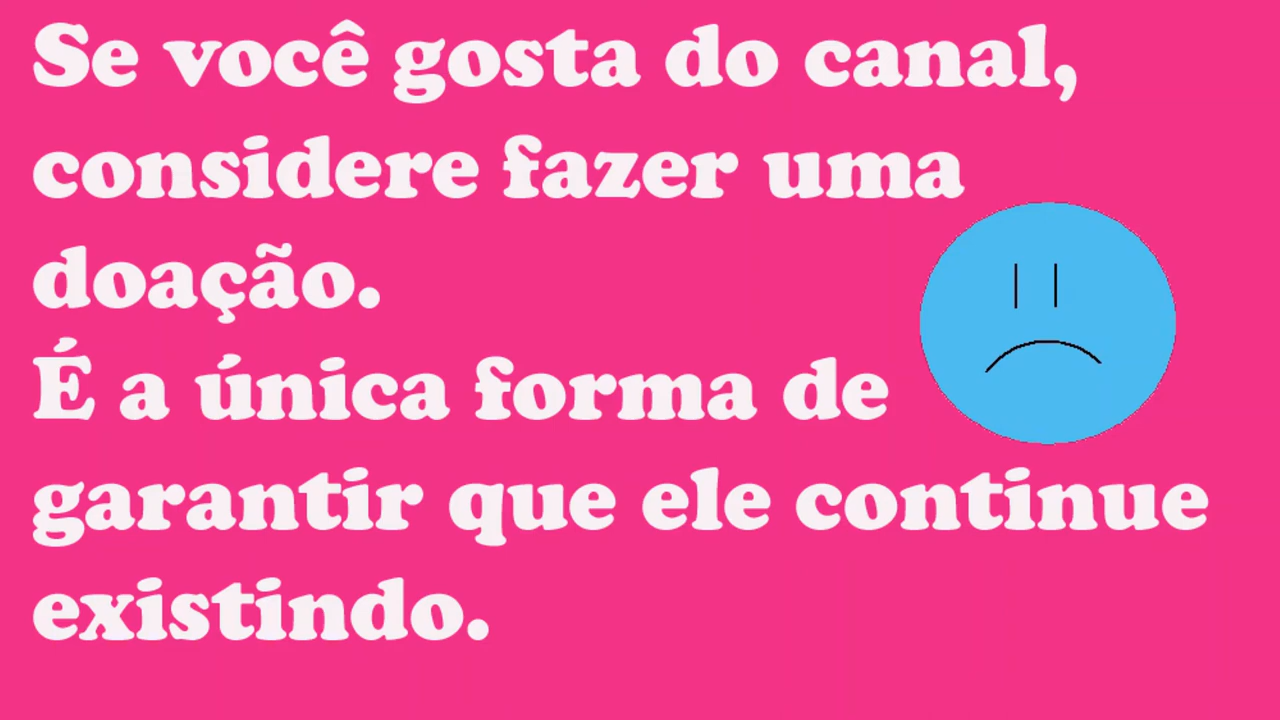 Se você gosta do canal,
considere fazer uma
doação.
É a única forma de
garantir que ele continue
existindo.